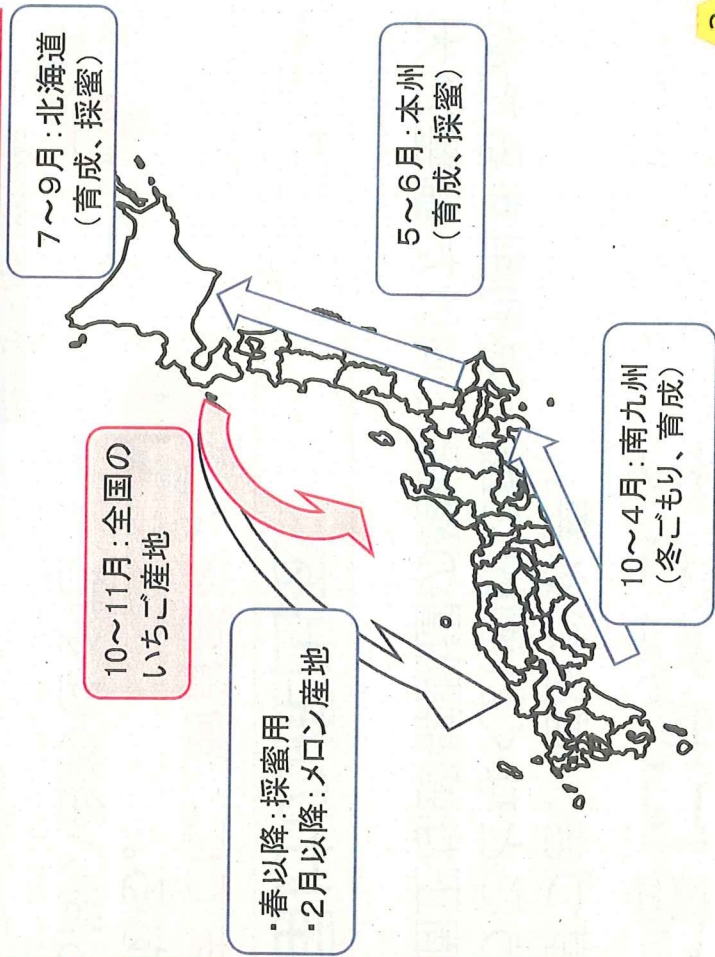 7～9月:北海道
（育成、採蜜）
10～11月:全国の
いちご産地
5～6月:本州
（育成、採蜜）
・春以降:採蜜用
・2月以降:メロン産地
10～4月:南九州
（冬ごもり、育成）